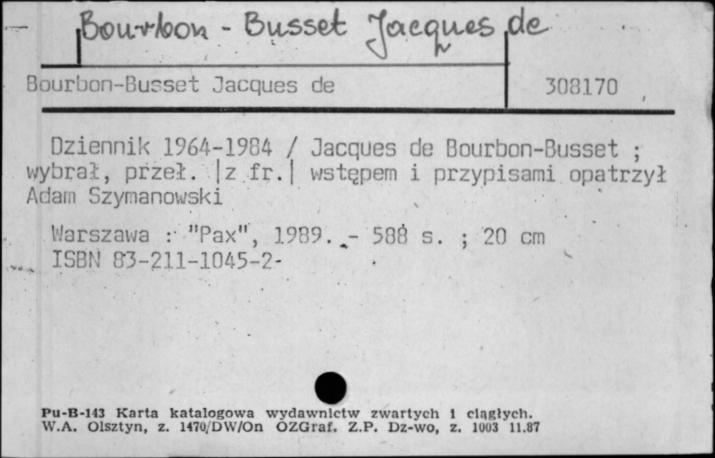 Bourbon - Busset Jacques de
Bourbon-Busset Jacques de 308170
Dziennik 1964-1984 / Jacques de Bourbon-Busset ;
wybrał, przeł. |z fr.| wstępem i przypisami opatrzył
Adam Szymanowski
Warszawa : "Pax", 1989. - 588 s. ; 20 cm
ISBN 83-211-1045-2
Pu-B-143 Karta katalogowa wydawnictw zwartych i ciągłych.
W.A. Olsztyn, z. 1470/DW/On OZGraf. Z.P. Dz-wo, z. 1003 11.87